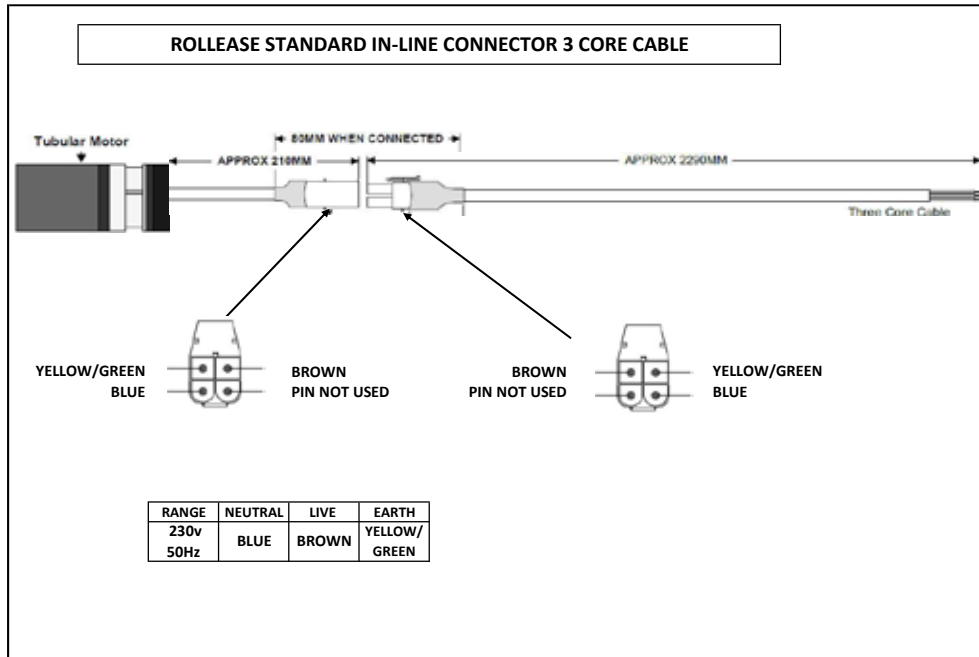 ROLLEASE STANDARD IN-LINE CONNECTOR 3 CORE CABLE
80MM WHEN CONNECTED
Tubular Motor
APPROX 210MM
APPROX 2290MM
Three Core Cable
YELLOW/GREEN
BLUE
BROWN
PIN NOT USED
BROWN
PIN NOT USED
YELLOW/GREEN
BLUE
RANGE NEUTRAL LIVE EARTH
230v
50Hz
BLUE BROWN
YELLOW/
GREEN